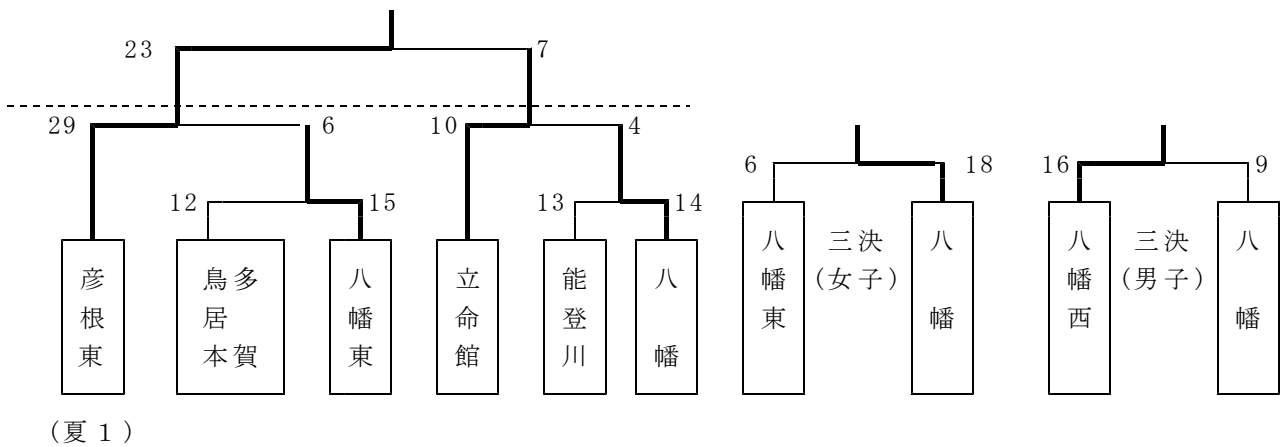 23 7
29 6 10 4
6 18 16 9
12 15 13 14
彦根東
鳥居本
多賀
八幡東
立命館
能登川
八幡
八幡東
三決
(女子)
八幡
八幡西
三決
(男子)
八幡
(夏1)